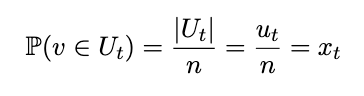 ℙ(v ∈ U_t) = |U_t|/n = u_t/n = x_t